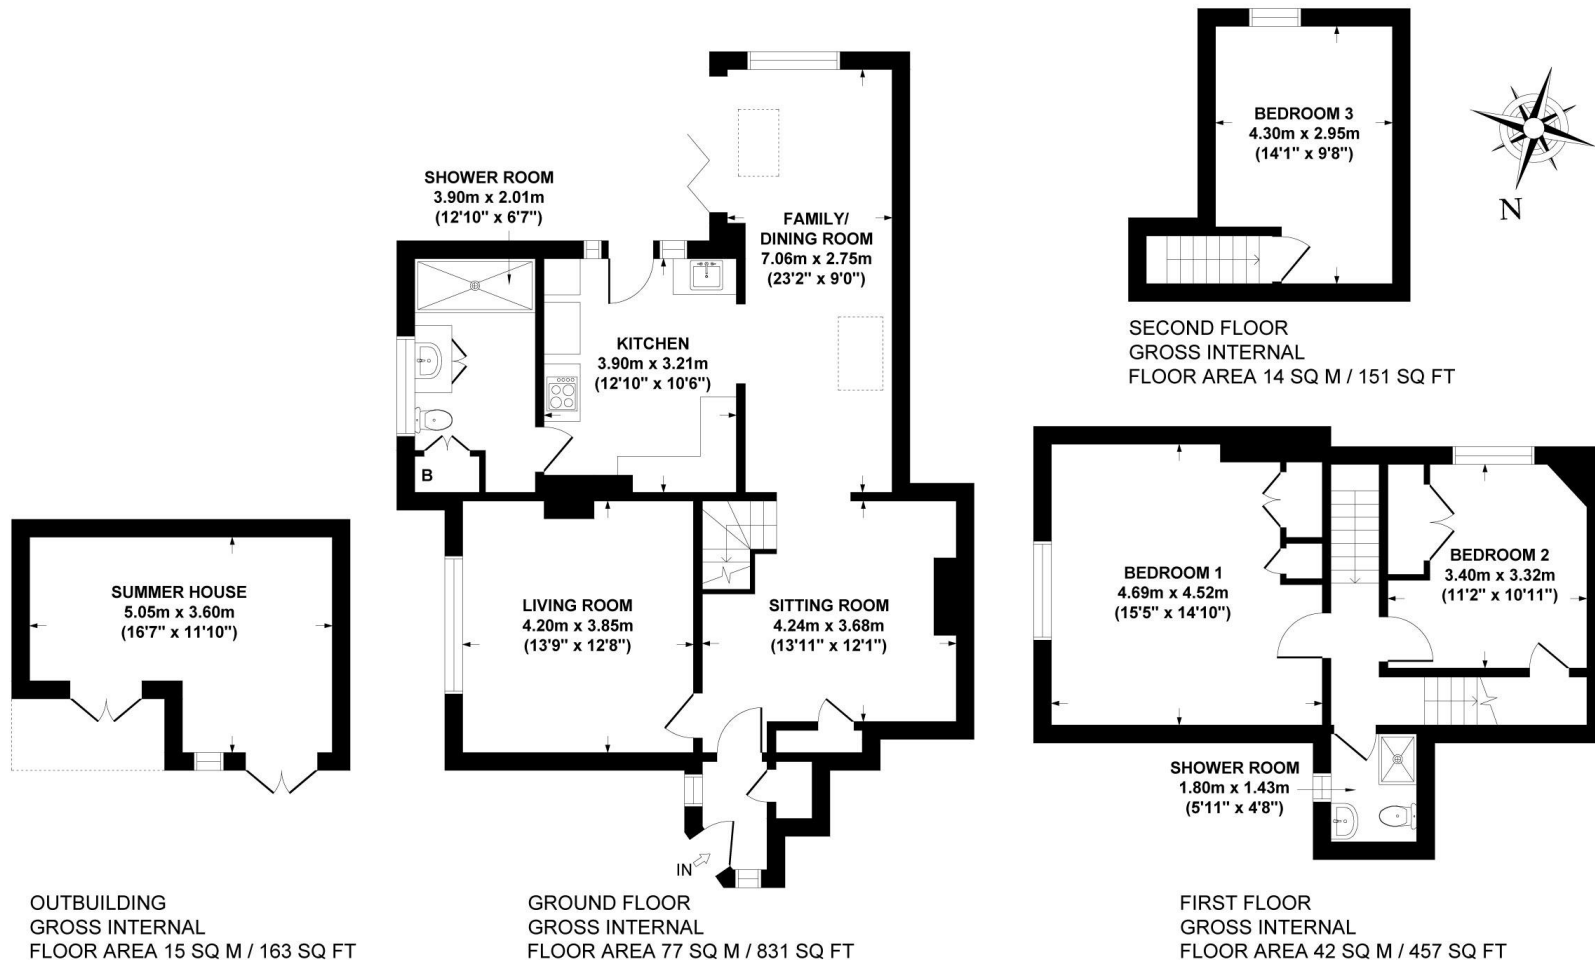 BEDROOM 3
4.30m x 2.95m
(14'1" x 9'8")
N
SECOND FLOOR
GROSS INTERNAL
FLOOR AREA 14 SQ M / 151 SQ FT
SHOWER ROOM
3.90m x 2.01m
(12'10" x 6'7")
FAMILY/
DINING ROOM
7.06m x 2.75m
(23'2" x 9'0")
KITCHEN
3.90m x 3.21m
(12'10" x 10'6")
B
LIVING ROOM
4.20m x 3.85m
(13'9" x 12'8")
SITTING ROOM
4.24m x 3.68m
(13'11" x 12'1")
IN
SUMMER HOUSE
5.05m x 3.60m
(16'7" x 11'10")
BEDROOM 1
4.69m x 4.52m
(15'5" x 14'10")
BEDROOM 2
3.40m x 3.32m
(11'2" x 10'11")
SHOWER ROOM
1.80m x 1.43m
(5'11" x 4'8")
OUTBUILDING
GROSS INTERNAL
FLOOR AREA 15 SQ M / 163 SQ FT
GROUND FLOOR
GROSS INTERNAL
FLOOR AREA 77 SQ M / 831 SQ FT
FIRST FLOOR
GROSS INTERNAL
FLOOR AREA 42 SQ M / 457 SQ FT